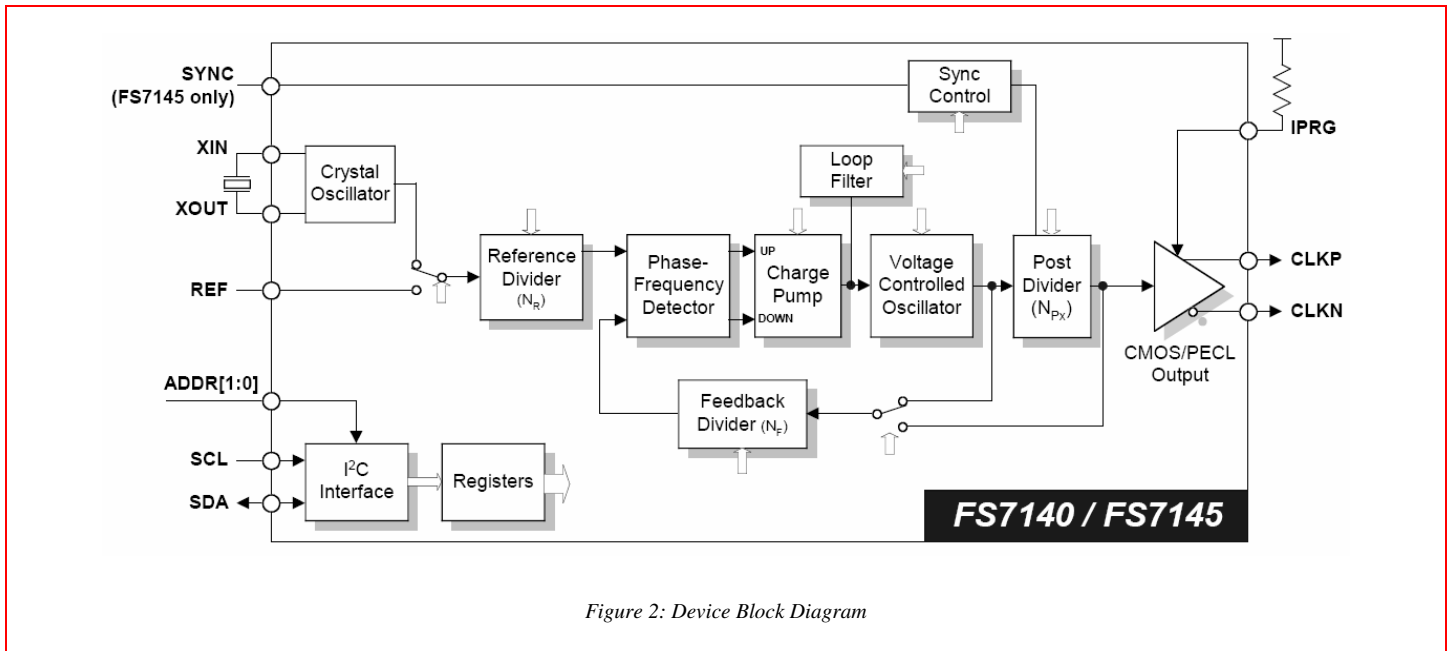 SYNC
(FS7145 only)
Sync
Control
IPRG
XIN
Crystal
Oscillator
XOUT
Loop
Filter
REF
Reference
Divider
(NR)
Phase-
Frequency
Detector
UP
Charge
Pump
DOWN
Voltage
Controlled
Oscillator
Post
Divider
(NPx)
CLKP
CLKN
CMOS/PECL
Output
ADDR[1:0]
Feedback
Divider (NF)
SCL
SDA
I²C
Interface
Registers
FS7140 / FS7145
Figure 2: Device Block Diagram